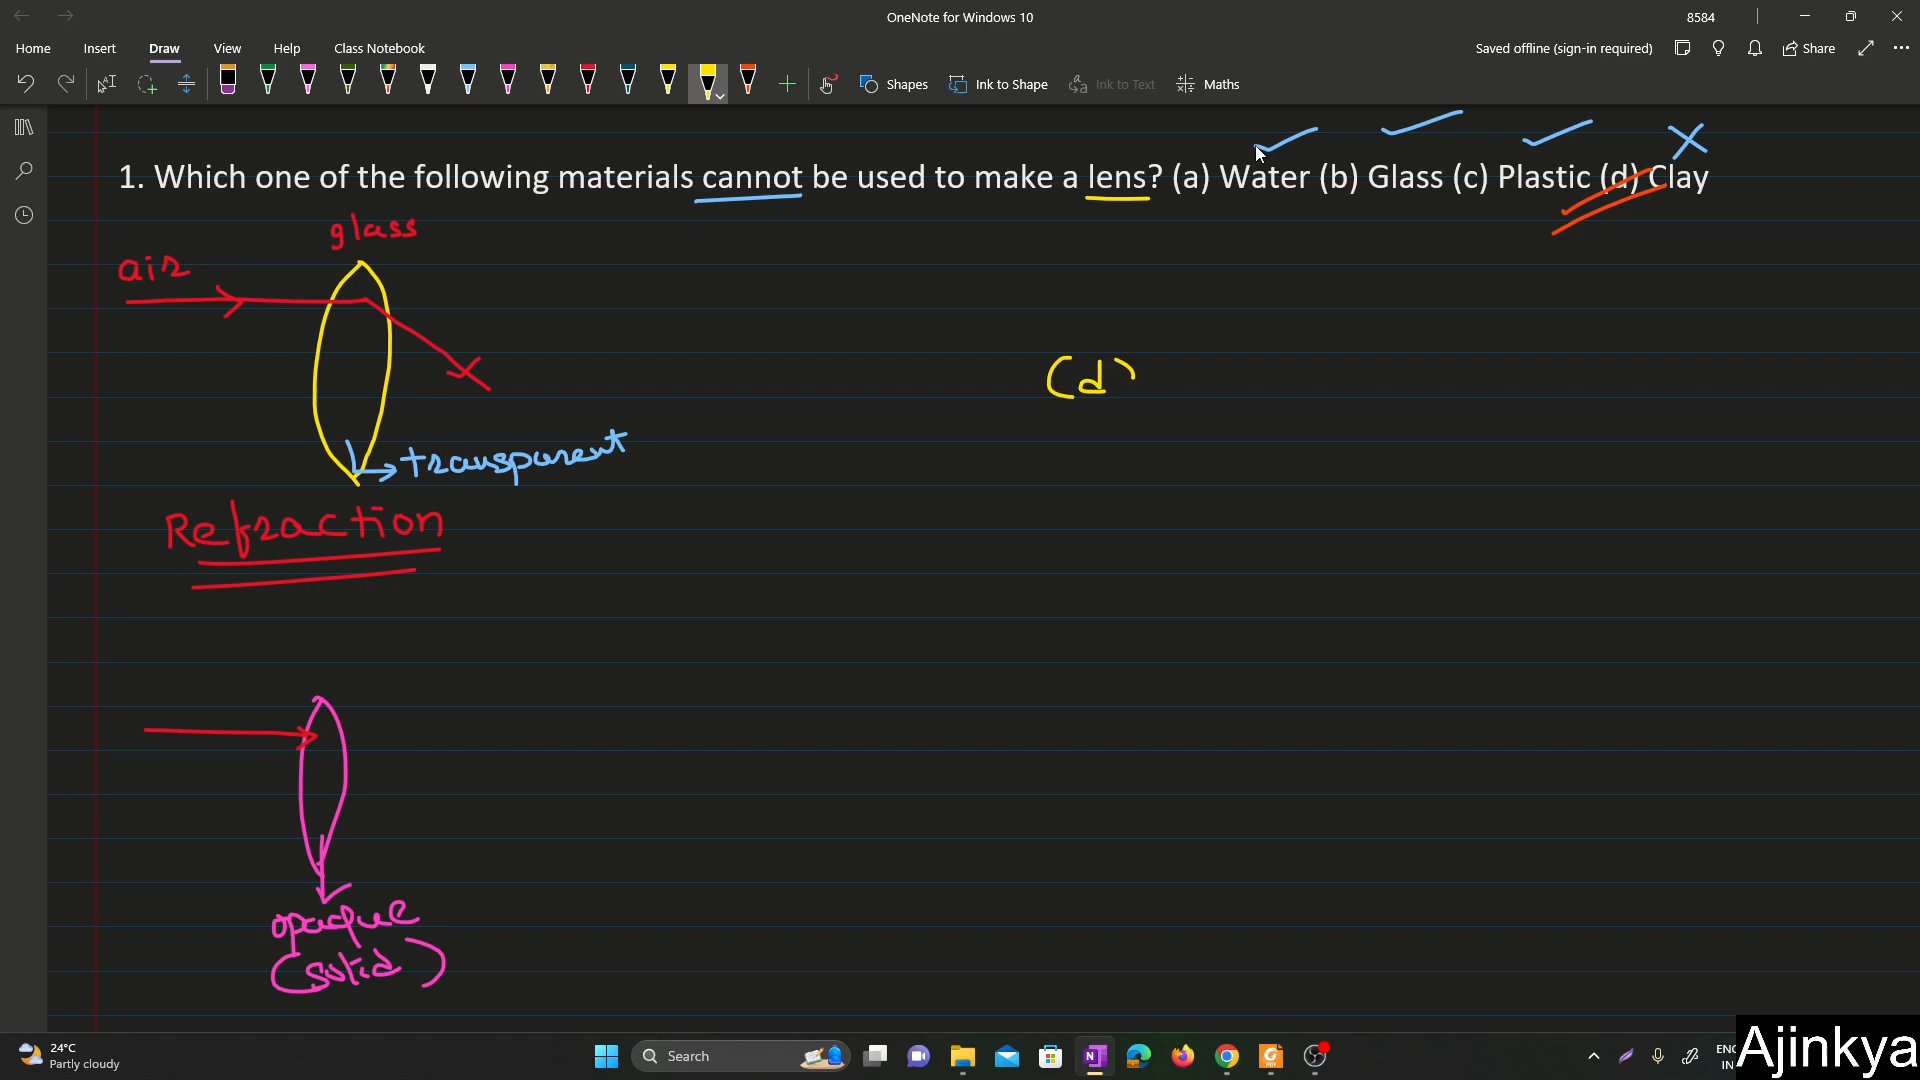 OneNote for Windows 10
8584
Home Insert Draw View Help Class Notebook
Saved offline (sign-in required)
Share
Shapes
Ink to Shape
Ink to Text
Maths
1. Which one of the following materials cannot be used to make a lens? (a) Water (b) Glass (c) Plastic (d) Clay
glass
air
(d)
transparent
Refraction
opaque
(solid)
24°C
Partly cloudy
Search
ENG
IN
Ajinkya